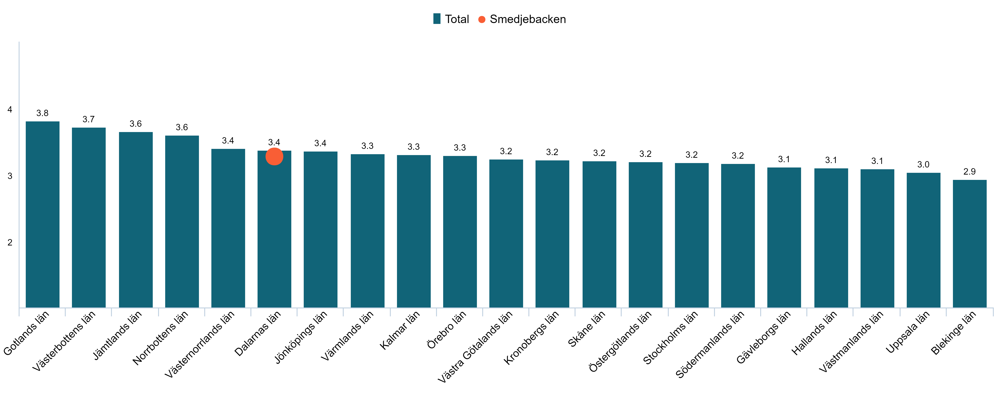 Total Smedjebacken
4
3
2
3.8
3.7
3.6
3.6
3.4
3.4
3.4
3.3
3.3
3.3
3.2
3.2
3.2
3.2
3.2
3.2
3.1
3.1
3.1
3.0
2.9
Gotlands län
Västerbottens län
Jämtlands län
Norrbottens län
Västernorrlands län
Dalarnas län
Jönköpings län
Värmlands län
Kalmar län
Örebro län
Västra Götalands län
Kronobergs län
Skåne län
Östergötlands län
Stockholms län
Södermanlands län
Gävleborgs län
Hallands län
Västmanlands län
Uppsala län
Blekinge län